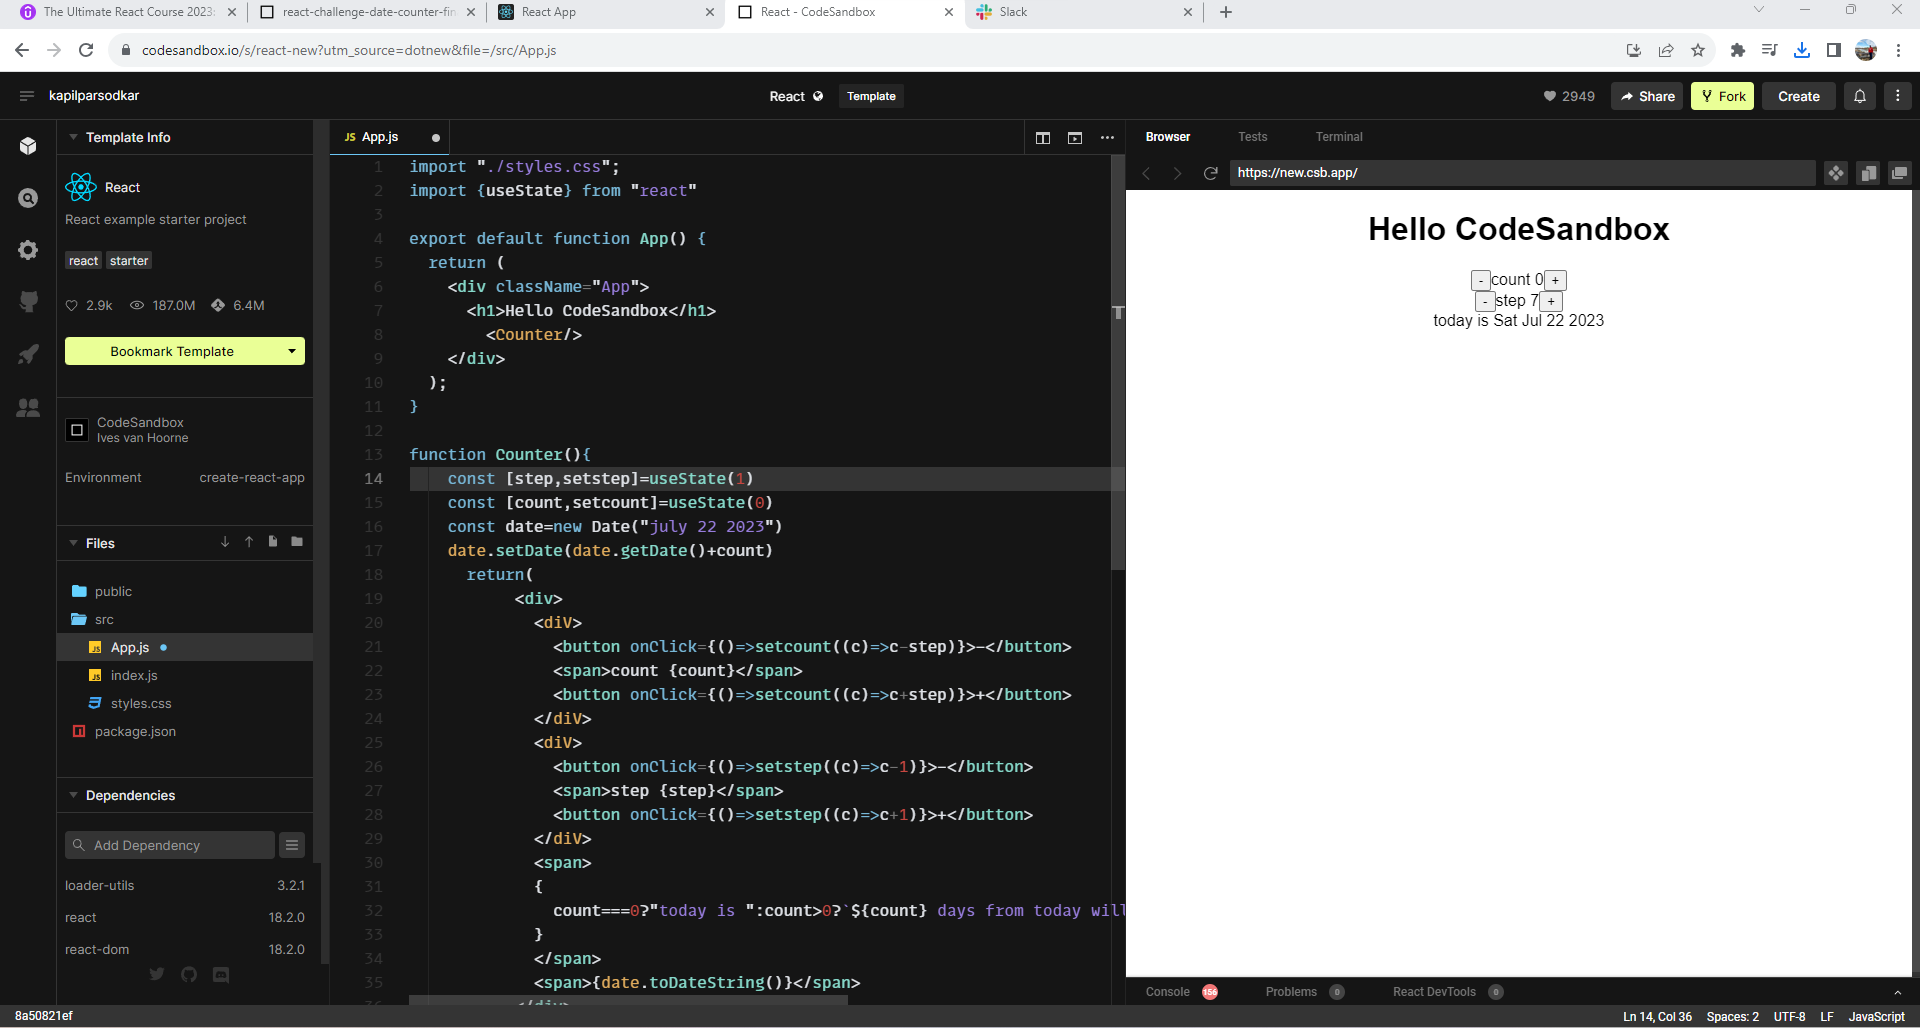 The Ultimate React Course 2023:
react-challenge-date-counter-fin
React App
React - CodeSandbox
Slack
codesandbox.io/s/react-new?utm_source=dotnew&file=/src/App.js
kapilparsodkar
React
Template
2949
Share
Fork
Create
Template Info
React
React example starter project
react
starter
2.9k
187.0M
6.4M
Bookmark Template
CodeSandbox
Ives van Hoorne
Environment
create-react-app
Files
public
src
JS App.js
JS index.js
styles.css
package.json
Dependencies
Add Dependency
loader-utils 3.2.1
react 18.2.0
react-dom 18.2.0
JS App.js
1 import "./styles.css";
2 import {useState} from "react"
3
4 export default function App() {
5 return (
6 <div className="App">
7 <h1>Hello CodeSandbox</h1>
8 <Counter/>
9 </div>
10 );
11 }
12
13 function Counter(){
14 const [step,setstep]=useState(1)
15 const [count,setcount]=useState(0)
16 const date=new Date("july 22 2023")
17 date.setDate(date.getDate()+count)
18 return(
19 <div>
20 <diV>
21 <button onClick={()=>setcount((c)=>c-step)}>-</button>
22 <span>count {count}</span>
23 <button onClick={()=>setcount((c)=>c+step)}>+</button>
24 </diV>
25 <diV>
26 <button onClick={()=>setstep((c)=>c-1)}>-</button>
27 <span>step {step}</span>
28 <button onClick={()=>setstep((c)=>c+1)}>+</button>
29 </diV>
30 <span>
31 {
32 count===0?"today is ":count>0?`${count} days from today will
33 }
34 </span>
35 <span>{date.toDateString()}</span>
36 </div>
Browser
Tests
Terminal
https://new.csb.app/
Hello CodeSandbox
- count 0 +
- step 7 +
today is Sat Jul 22 2023
Console 156
Problems 0
React DevTools 0
8a50821ef
Ln 14, Col 36
Spaces: 2
UTF-8
LF
JavaScript